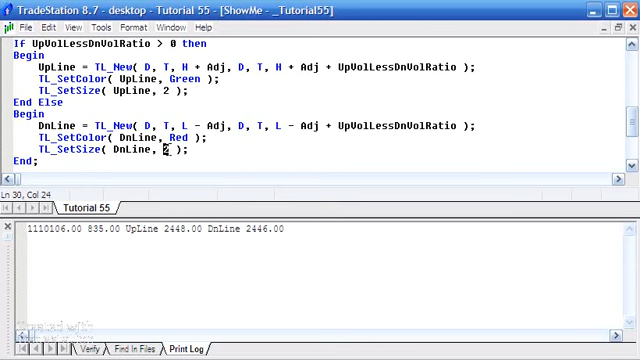 TradeStation 8.7 - desktop - Tutorial 55 - [ShowMe - _Tutorial55]
File Edit View Tools Format Window Help
If UpVolLessDnVolRatio > 0 then
Begin
UpLine = TL_New( D, T, H + Adj, D, T, H + Adj + UpVolLessDnVolRatio );
TL_SetColor( UpLine, Green );
TL_SetSize( UpLine, 2 );
End Else
Begin
DnLine = TL_New( D, T, L - Adj, D, T, L - Adj + UpVolLessDnVolRatio );
TL_SetColor( DnLine, Red );
TL_SetSize( DnLine, 2 );
End;
Ln 30, Col 24
Tutorial 55
1110106.00 835.00 UpLine 2448.00 DnLine 2446.00
Created with
Verify Find In Files Print Log